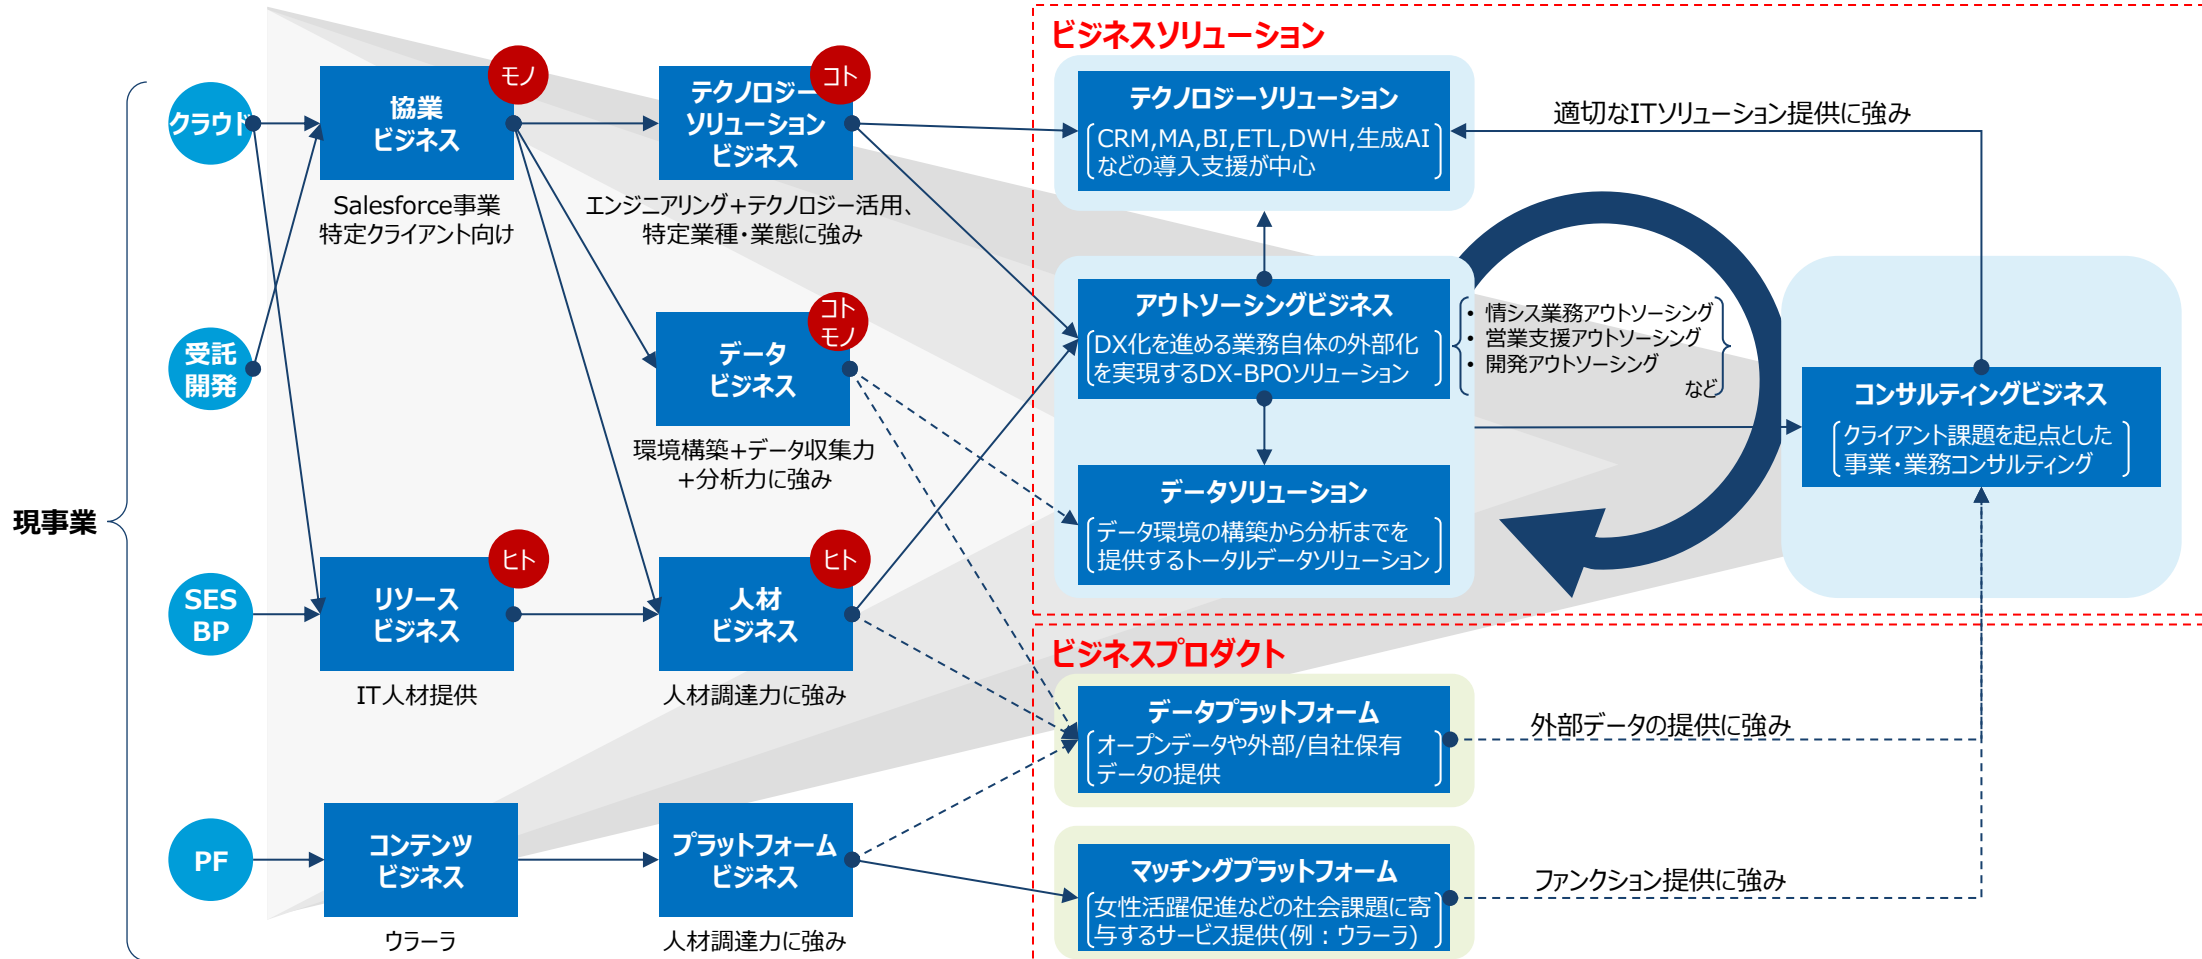 現事業
クラウド
受託
開発
SES
BP
PF
モノ
協業
ビジネス
Salesforce事業
特定クライアント向け
ヒト
リソース
ビジネス
IT人材提供
コンテンツ
ビジネス
ウラーラ
コト
テクノロジー
ソリューション
ビジネス
エンジニアリング+テクノロジー活用、
特定業種・業態に強み
コト
モノ
データ
ビジネス
環境構築+データ収集力
+分析力に強み
ヒト
人材
ビジネス
人材調達力に強み
プラットフォーム
ビジネス
人材調達力に強み
ビジネスソリューション
テクノロジーソリューション
CRM,MA,BI,ETL,DWH,生成AI
などの導入支援が中心
適切なITソリューション提供に強み
アウトソーシングビジネス
DX化を進める業務自体の外部化
を実現するDX-BPOソリューション
• 情シス業務アウトソーシング
• 営業支援アウトソーシング
• 開発アウトソーシング
など
データソリューション
データ環境の構築から分析までを
提供するトータルデータソリューション
コンサルティングビジネス
クライアント課題を起点とした
事業・業務コンサルティング
ビジネスプロダクト
データプラットフォーム
オープンデータや外部/自社保有
データの提供
外部データの提供に強み
マッチングプラットフォーム
女性活躍促進などの社会課題に寄
与するサービス提供(例：ウラーラ)
ファンクション提供に強み